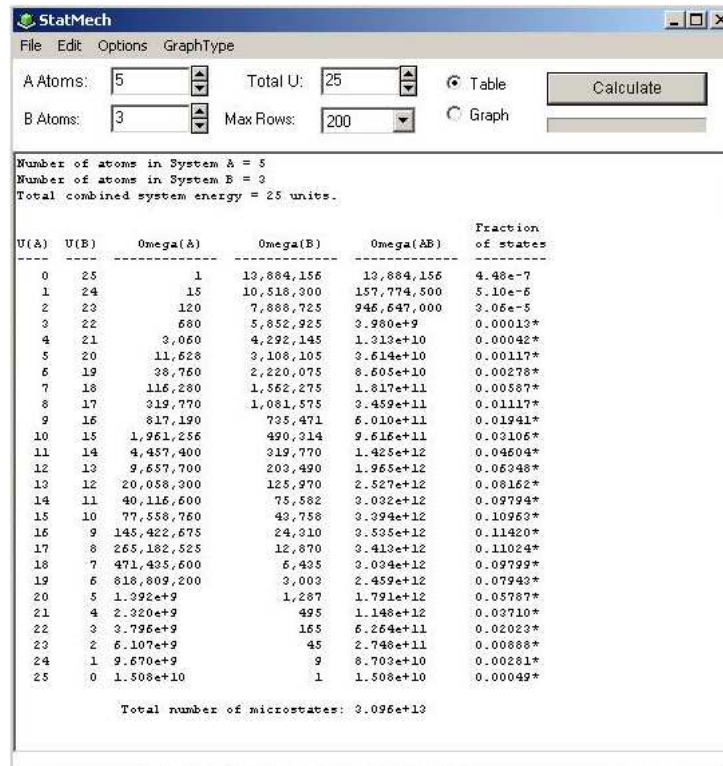 StatMech
File Edit Options GraphType
A Atoms: 5 Total U: 25 Table Calculate
B Atoms: 3 Max Rows: 200 Graph
Number of atoms in System A = 5
Number of atoms in System B = 3
Total combined system energy = 25 units.
Fraction
U(A) U(B) Omega(A) Omega(B) Omega(AB) of states
---- ---- ------------- ------------- ------------- ---------
0 25 1 13,884,156 13,884,156 4.48e-7
1 24 15 10,518,300 157,774,500 5.10e-6
2 23 120 7,888,725 946,647,000 3.06e-5
3 22 680 5,852,925 3.980e+9 0.00013*
4 21 3,060 4,292,145 1.313e+10 0.00042*
5 20 11,628 3,108,105 3.614e+10 0.00117*
6 19 38,760 2,220,075 8.605e+10 0.00278*
7 18 116,280 1,562,275 1.817e+11 0.00587*
8 17 319,770 1,081,575 3.459e+11 0.01117*
9 16 817,190 735,471 6.010e+11 0.01941*
10 15 1,961,256 490,314 9.616e+11 0.03106*
11 14 4,457,400 319,770 1.425e+12 0.04604*
12 13 9,657,700 203,490 1.965e+12 0.06348*
13 12 20,058,300 125,970 2.527e+12 0.08162*
14 11 40,116,600 75,582 3.032e+12 0.09794*
15 10 77,558,760 43,758 3.394e+12 0.10963*
16 9 145,422,675 24,310 3.535e+12 0.11420*
17 8 265,182,525 12,870 3.413e+12 0.11024*
18 7 471,435,600 6,435 3.034e+12 0.09799*
19 6 818,809,200 3,003 2.459e+12 0.07943*
20 5 1.392e+9 1,287 1.791e+12 0.05787*
21 4 2.320e+9 495 1.148e+12 0.03710*
22 3 3.796e+9 165 6.264e+11 0.02023*
23 2 6.107e+9 45 2.748e+11 0.00888*
24 1 9.670e+9 9 8.703e+10 0.00281*
25 0 1.508e+10 1 1.508e+10 0.00049*
Total number of microstates: 3.096e+13